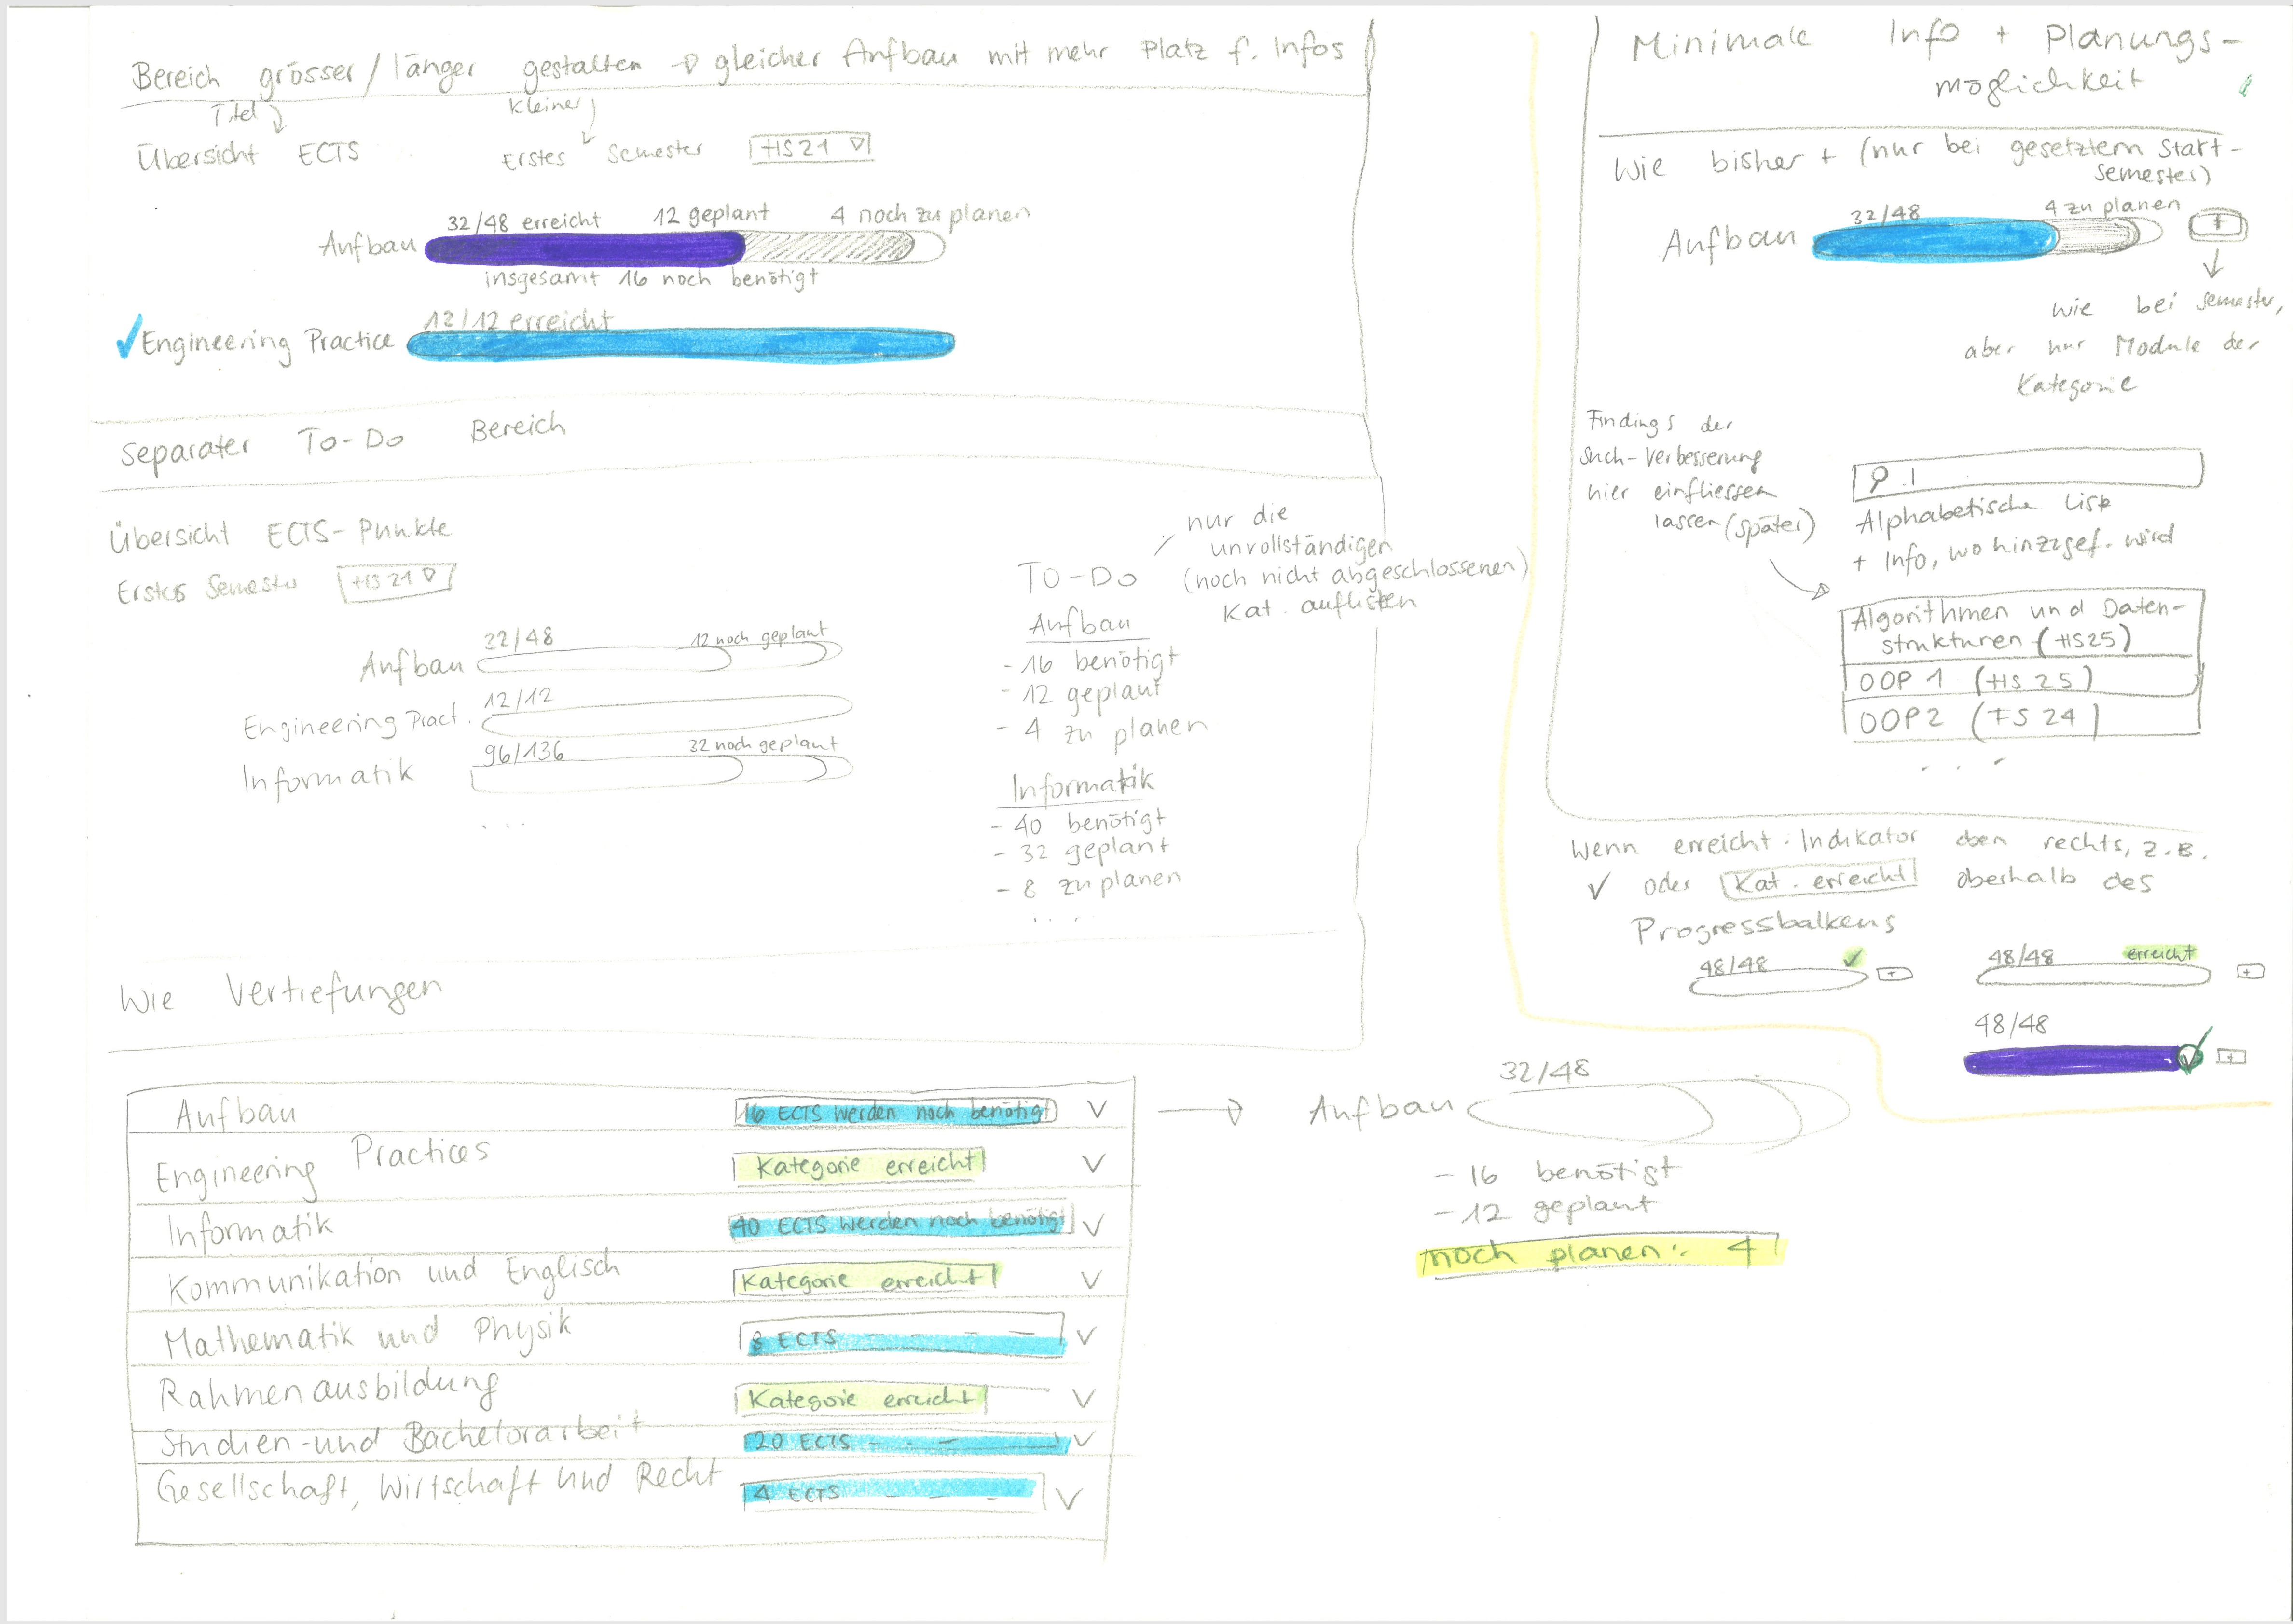 Bereich grösser/länger gestalten → gleicher Aufbau mit mehr Platz f. Infos
Titel
kleiner
Übersicht ECTS
Erstes Semester
HS21
32/48 erreicht
12 geplant
4 noch zu planen
Aufbau
insgesamt 16 noch benötigt
12/12 erreicht
✓ Engineering Practice
Separater To-Do Bereich
Übersicht ECTS-Punkte
Erstes Semester
HS21
32/48
12 noch geplant
Aufbau
12/12
Engineering Pract.
96/136
32 noch geplant
Informatik
...
nur die
unvollständigen
(noch nicht abgeschlossenen)
Kat. auflisten
TO-DO
Aufbau
- 16 benötigt
- 12 geplant
- 4 zu planen
Informatik
- 40 benötigt
- 32 geplant
- 8 zu planen
....
Wie Vertiefungen
Aufbau
16 ECTS werden noch benötigt
Engineering Practices
Kategorie erreicht
Informatik
40 ECTS werden noch benötigt
Kommunikation und Englisch
Kategorie erreicht
Mathematik und Physik
8 ECTS - - - -
Rahmenausbildung
Kategorie erreicht
Studien- und Bachelorarbeit
20 ECTS - - -
Gesellschaft, Wirtschaft und Recht
4 ECTS - -
32/48
Aufbau
- 16 benötigt
- 12 geplant
noch planen: 4
Minimale Info + Planungs-
möglichkeit
Wie bisher + (nur bei gesetztem Start-
semester)
32/48
4 zu planen
Aufbau
+
wie bei Semester,
aber nur Module der
Kategorie
Findings der
Such-Verbesserung
hier einfliessen
lassen (später)
Alphabetische Liste
+ Info, wo hinzugef. wird
Algorithmen und Daten-
strukturen (HS25)
OOP 1 (HS 25)
OOP2 (FS 24)
...
Wenn erreicht: Indikator oben rechts, z.B.
✓ oder Kat. erreicht oberhalb des
Progressbalkens
48/48
✓
+
48/48
erreicht
+
48/48
✓
+